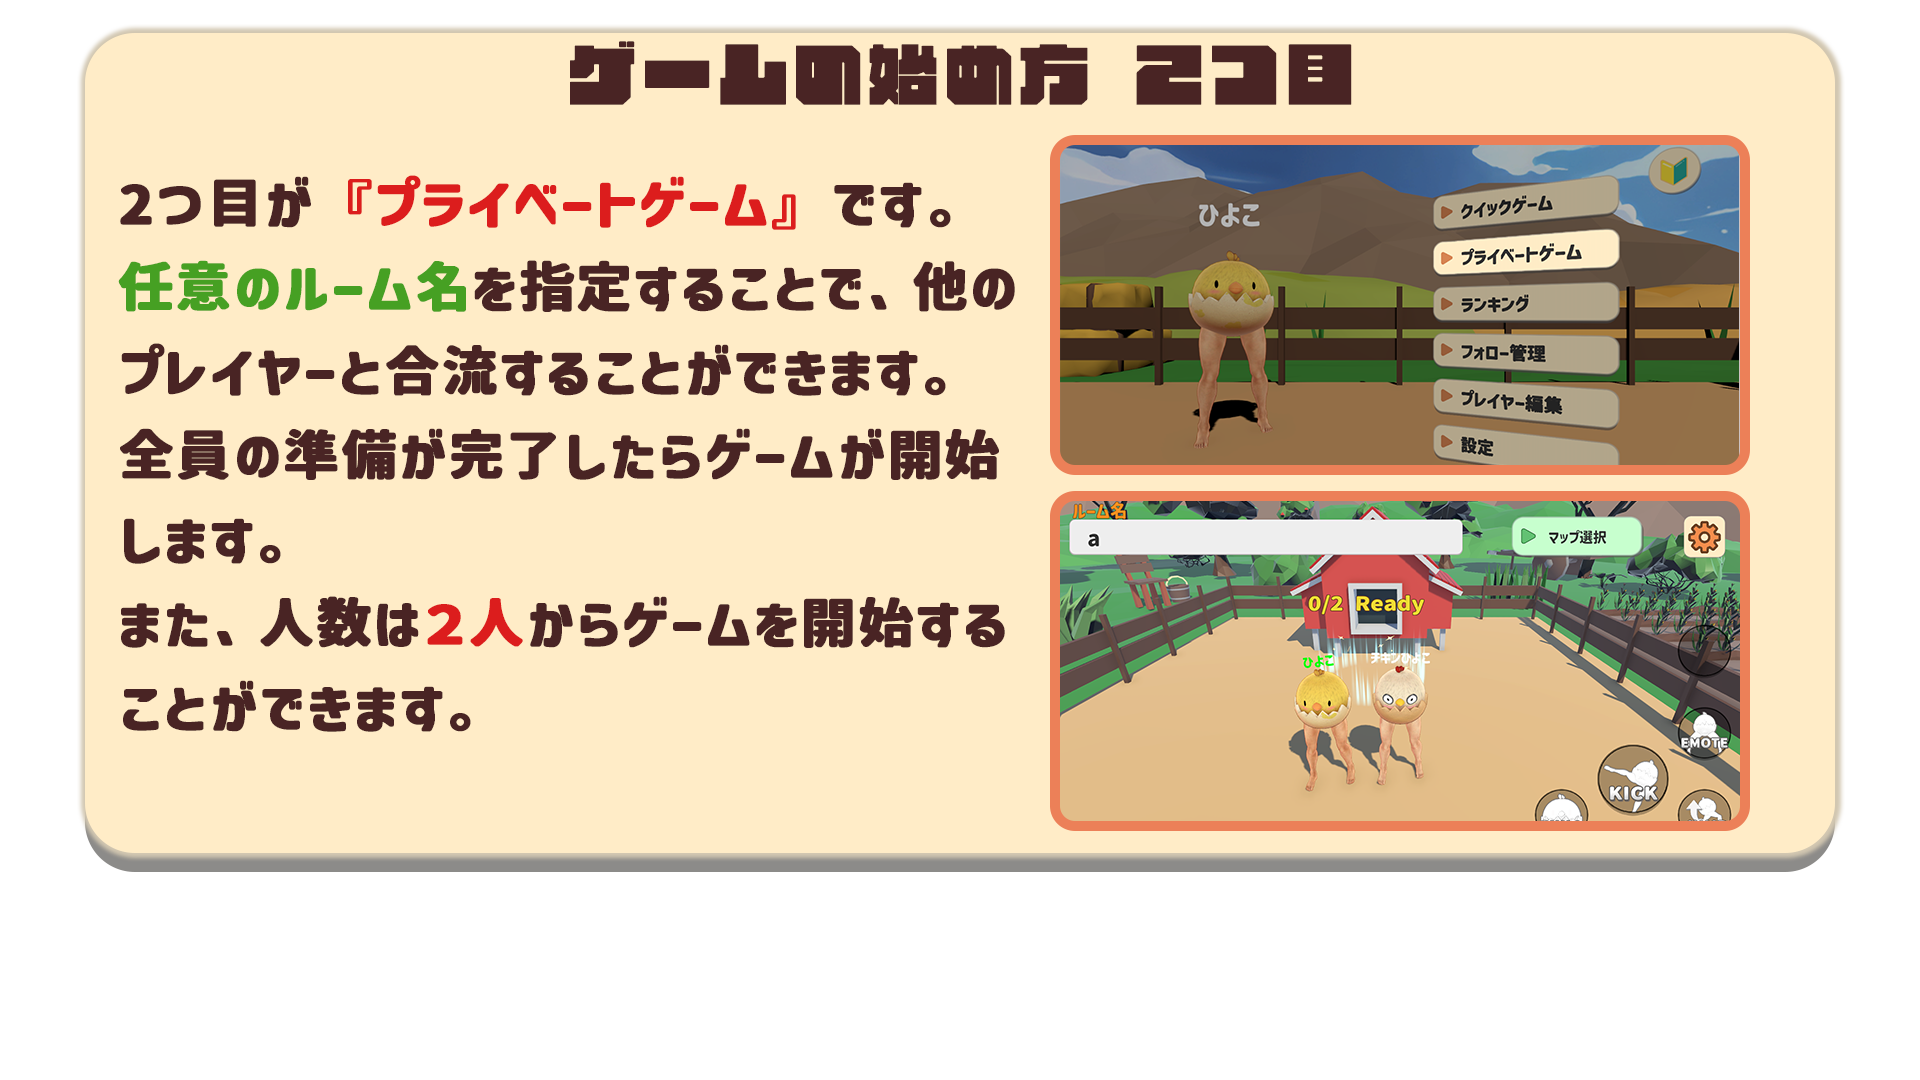 ゲームの始め方 2つ目
2つ目が『プライベートゲーム』です。
任意のルーム名を指定することで、他の
プレイヤーと合流することができます。
全員の準備が完了したらゲームが開始
します。
また、人数は2人からゲームを開始する
ことができます。
ひよこ
クイックゲーム
プライベートゲーム
ランキング
フォロー管理
プレイヤー編集
設定
ルーム名
a
マップ選択
0/2 Ready
ひよこ
チキンひよこ
EMOTE
KICK